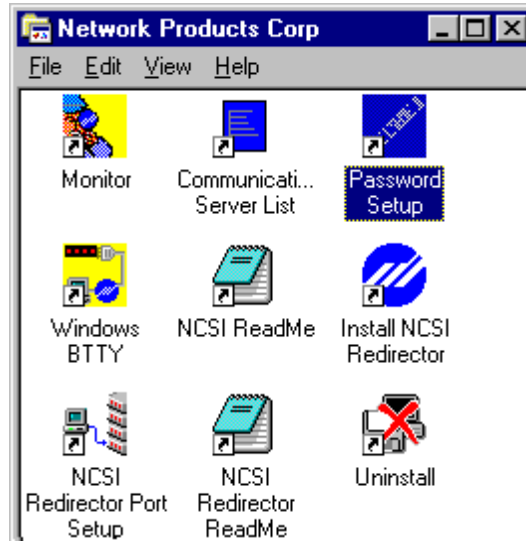 Network Products Corp
File Edit View Help
Monitor
Communicati...
Server List
Password
Setup
Windows
BTTY
NCSI ReadMe
Install NCSI
Redirector
NCSI
Redirector Port
Setup
NCSI
Redirector
ReadMe
Uninstall